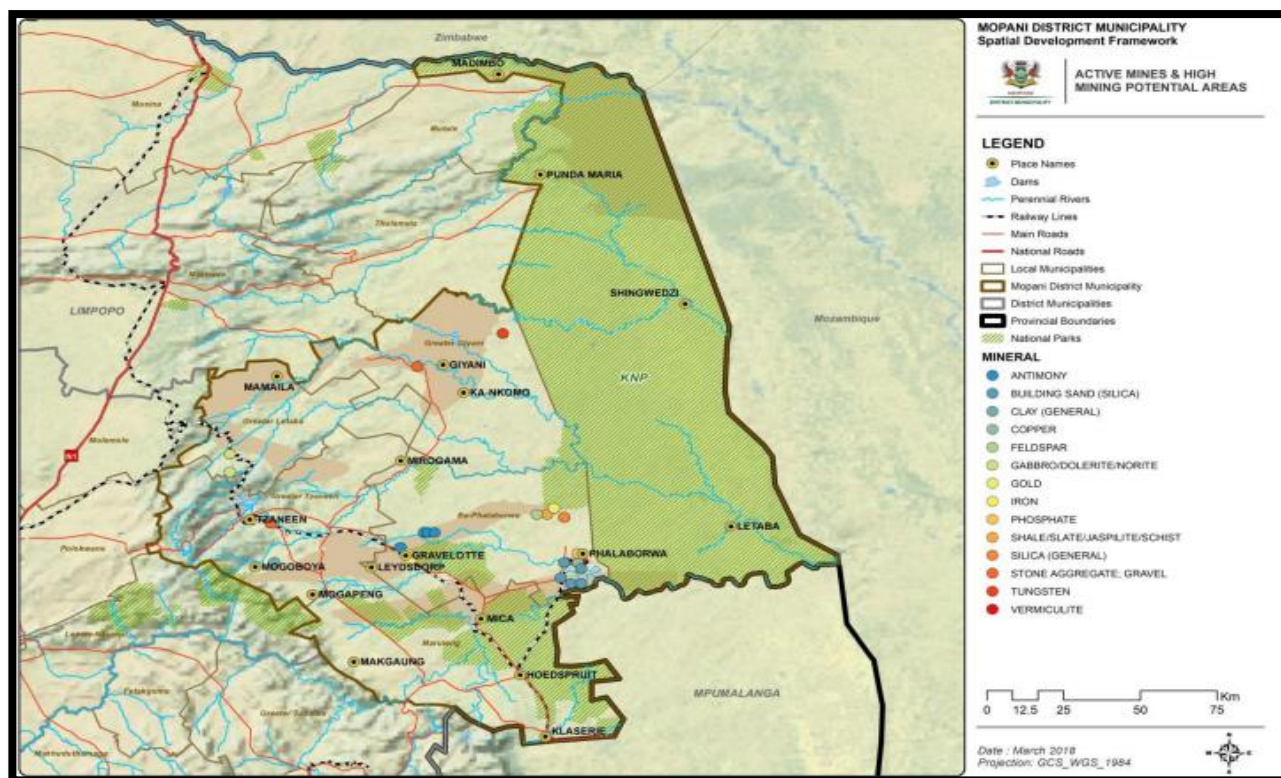 MOPANI DISTRICT MUNICIPALITY
Spatial Development Framework
DISTRICT MUNICIPALITY
ACTIVE MINES & HIGH
MINING POTENTIAL AREAS
LEGEND
Place Names
Dams
Perennial Rivers
Railway Lines
Main Roads
National Roads
Local Municipalities
Mopani District Municipality
District Municipalities
Provincial Boundaries
National Parks
MINERAL
ANTIMONY
BUILDING SAND (SILICA)
CLAY (GENERAL)
COPPER
FELDSPAR
GABBRO/DOLERITE/NORITE
GOLD
IRON
PHOSPHATE
SHALE/SLATE/JASPILITE/SCHIST
SILICA (GENERAL)
STONE AGGREGATE; GRAVEL
TUNGSTEN
VERMICULITE
Km
0 12.5 25 50 75
Date : March 2018
Projection: GCS_WGS_1984
Zimbabwe
MADIMBO
Mutale
PUNDA MARIA
Thulamela
SHINGWEDZI
LIMPOPO
Mozambique
Greater Giyani
GIYANI
KNP
MAMAILA
KA-NKOMO
Greater Letaba
Molemole
N1
MIROGAMA
Greater Tzaneen
TZANEEN
Ba-Phalaborwa
LETABA
Polokwane
GRAVELOTTE
PHALABORWA
MOGOBOYA
LEYDSDORP
MOGAPENG
MICA
Maruleng
MAKGAUNG
HOEDSPRUIT
MPUMALANGA
KLASERIE